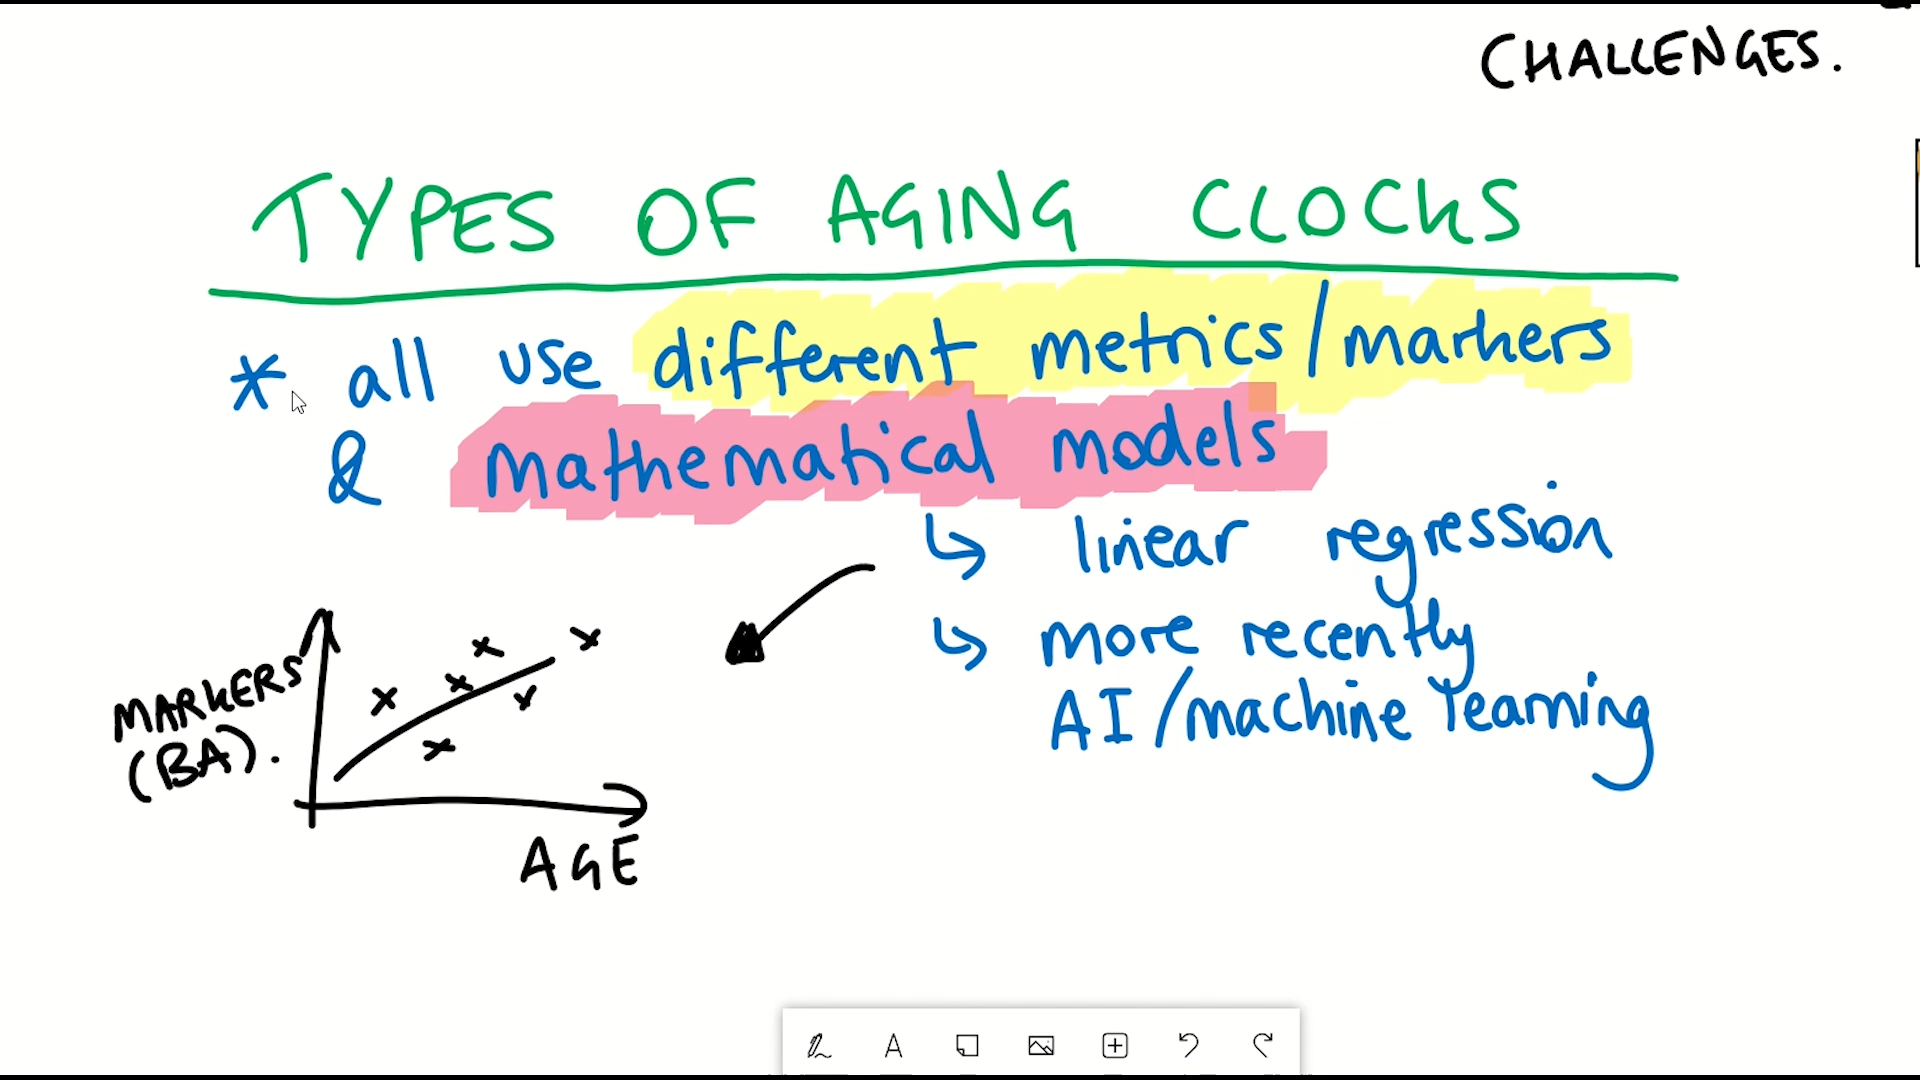 CHALLENGES.
TYPES OF AGING CLOCKS
* all use different metrics/markers
& mathematical models
↳ linear regression
↳ more recently
AI/machine learning
MARKERS
(BA).
AGE
A